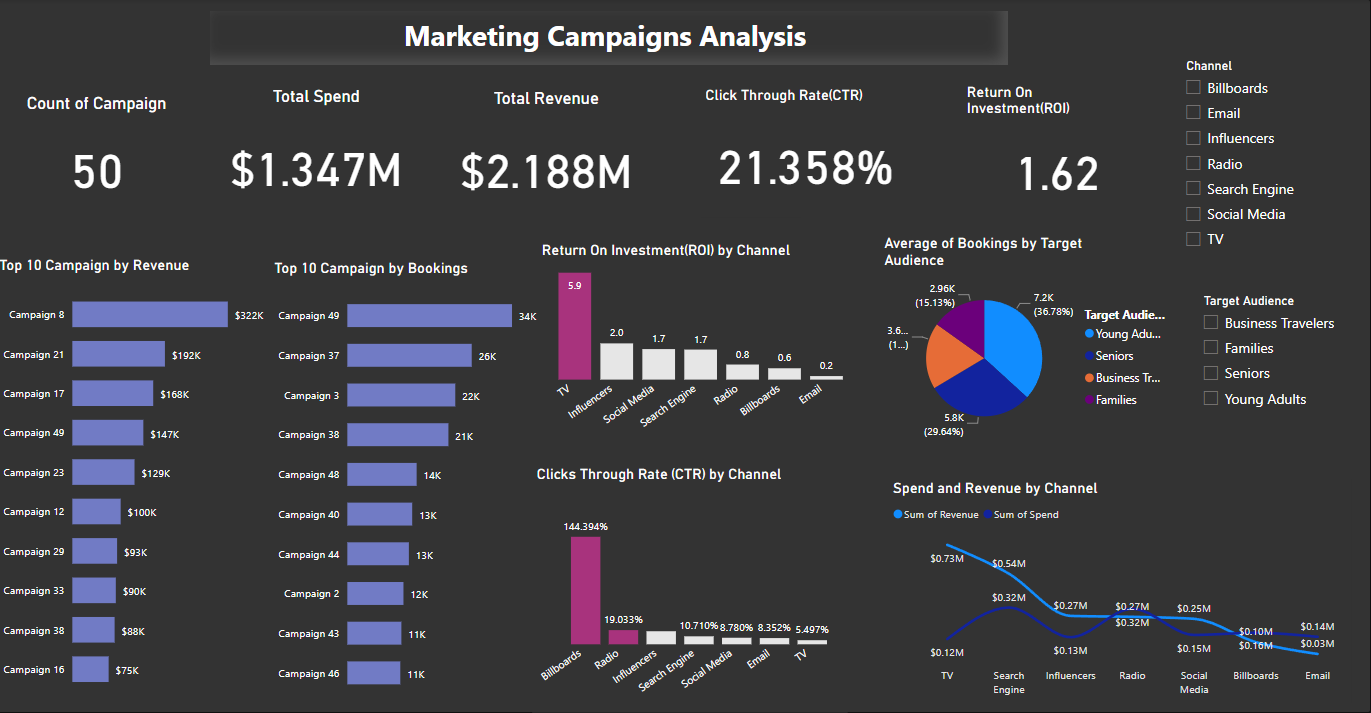 Marketing Campaigns Analysis
Count of Campaign
50
Total Spend
$1.347M
Total Revenue
$2.188M
Click Through Rate(CTR)
21.358%
Return On
Investment(ROI)
1.62
Channel
Billboards
Email
Influencers
Radio
Search Engine
Social Media
TV
Top 10 Campaign by Revenue
Campaign 8 $322K
Campaign 21 $192K
Campaign 17 $168K
Campaign 49 $147K
Campaign 23 $129K
Campaign 12 $100K
Campaign 29 $93K
Campaign 33 $90K
Campaign 38 $88K
Campaign 16 $75K
Top 10 Campaign by Bookings
Campaign 49 34K
Campaign 37 26K
Campaign 3 22K
Campaign 38 21K
Campaign 48 14K
Campaign 40 13K
Campaign 44 13K
Campaign 2 12K
Campaign 43 11K
Campaign 46 11K
Return On Investment(ROI) by Channel
5.9 2.0 1.7 1.7 0.8 0.6 0.2
TV Influencers Social Media Search Engine Radio Billboards Email
Clicks Through Rate (CTR) by Channel
144.394% 19.033% 10.710% 8.780% 8.352% 5.497%
Billboards Radio Influencers Search Engine Social Media Email TV
Average of Bookings by Target
Audience
2.96K
(15.13%)
7.2K
(36.78%)
3.6...
(1...)
5.8K
(29.64%)
Target Audie...
Young Adu...
Seniors
Business Tr...
Families
Target Audience
Business Travelers
Families
Seniors
Young Adults
Spend and Revenue by Channel
Sum of Revenue Sum of Spend
$0.73M $0.54M $0.27M $0.27M $0.25M $0.10M $0.03M
$0.12M $0.32M $0.13M $0.32M $0.15M $0.16M $0.14M
TV
Search
Engine
Influencers
Radio
Social
Media
Billboards
Email